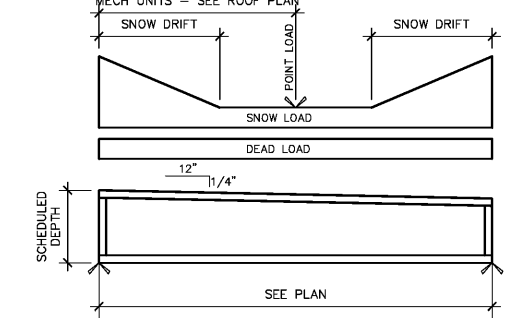 MECH UNITS - SEE ROOF PLAN
SNOW DRIFT
SNOW DRIFT
POINT LOAD
SNOW LOAD
DEAD LOAD
12"
1/4"
SCHEDULED
DEPTH
SEE PLAN